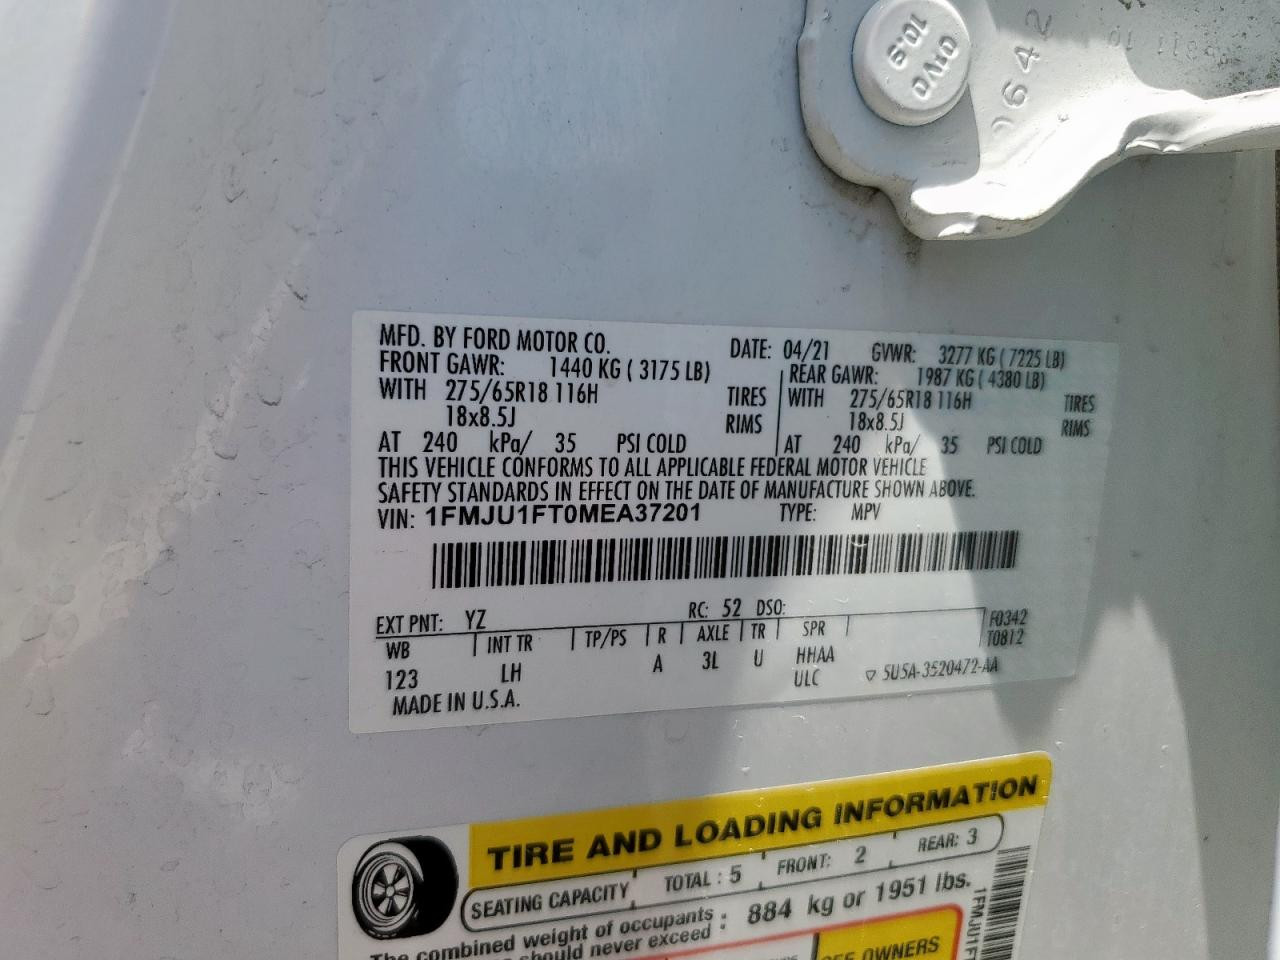 10.9
OIVO
0642
MFD. BY FORD MOTOR CO. DATE: 04/21 GVWR: 3277 KG ( 7225 LB)
FRONT GAWR: 1440 KG ( 3175 LB) REAR GAWR: 1987 KG ( 4380 LB)
WITH 275/65R18 116H TIRES WITH 275/65R18 116H TIRES
18x8.5J RIMS 18x8.5J RIMS
AT 240 kPa/ 35 PSI COLD AT 240 kPa/ 35 PSI COLD
THIS VEHICLE CONFORMS TO ALL APPLICABLE FEDERAL MOTOR VEHICLE
SAFETY STANDARDS IN EFFECT ON THE DATE OF MANUFACTURE SHOWN ABOVE.
VIN: 1FMJU1FT0MEA37201 TYPE: MPV
EXT PNT: YZ RC: 52 DSO: F0342
WB INT TR TP/PS R AXLE TR SPR T0812
123 LH A 3L U HHAA
ULC 5U5A-3520472-AA
MADE IN U.S.A.
TIRE AND LOADING INFORMATION
SEATING CAPACITY TOTAL : 5 FRONT: 2 REAR: 3
The combined weight of occupants
should never exceed : 884 kg or 1951 lbs.
OWNERS
1FMJU1FT